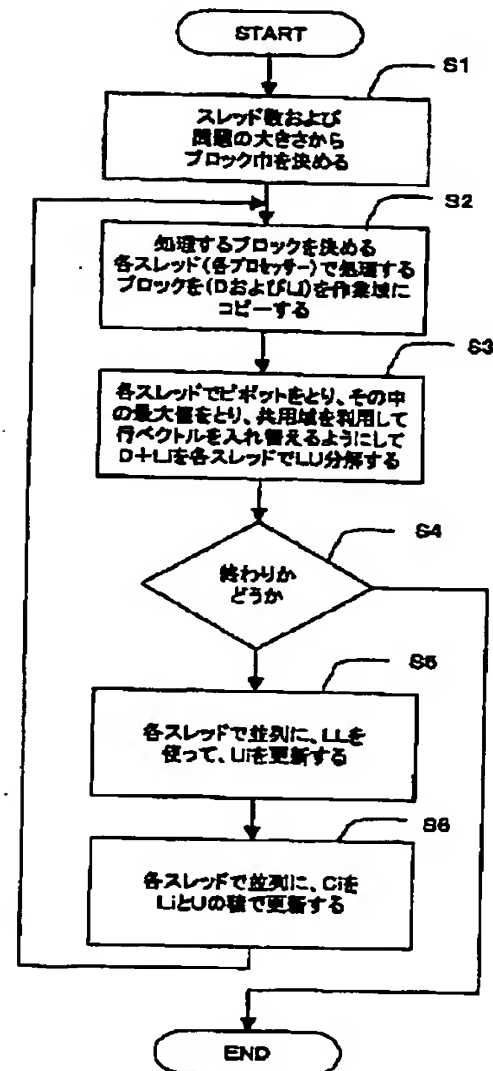 START
S1
スレッド数および
問題の大きさから
ブロック巾を決める
S2
処理するブロックを決める
各スレッド(各プロセッサー)で処理する
ブロックを(DおよびLi)を作業域に
コピーする
S3
各スレッドでピボットをとり、その中
の最大値をとり、共用域を利用して
行ベクトルを入れ替えるようにして
D+Liを各スレッドでLU分解する
S4
終わりか
どうか
S5
各スレッドで並列に、LLを
使って、Uiを更新する
S6
各スレッドで並列に、Ciを
LiとUの積で更新する
END